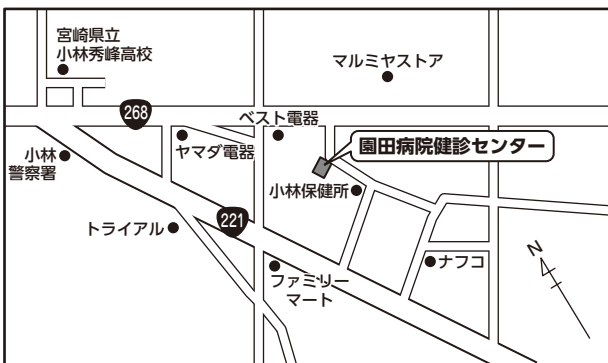 宮崎県立
小林秀峰高校
マルミヤストア
268
ベスト電器
ヤマダ電器
園田病院健診センター
小林
警察署
小林保健所
トライアル
221
ナフコ
ファミリー
マート
N